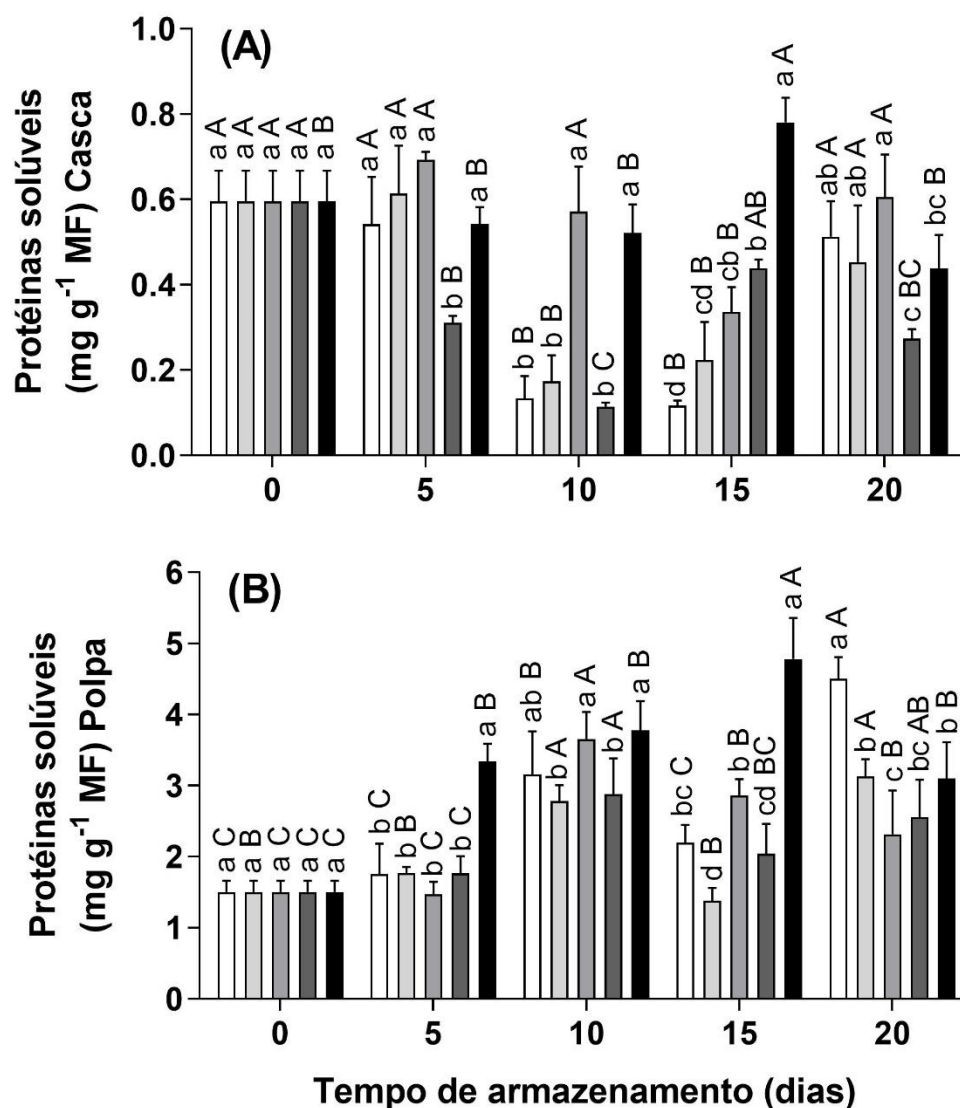 (A)
Protéinas solúveis
(mg g⁻¹ MF) Casca
1.0
0.8
0.6
0.4
0.2
0.0
a A
a A
a A
a A
a B
a A
a A
a A
b B
a B
b B
b B
a A
b C
a B
d B
cd B
cb B
b AB
a A
ab A
ab A
a A
c BC
bc B
0
5
10
15
20
(B)
Protéinas solúveis
(mg g⁻¹ MF) Polpa
6
5
4
3
2
1
0
a C
a B
a C
a C
a C
b C
b B
b C
b C
a B
ab B
b A
a A
b A
a B
bc C
d B
b B
cd BC
a A
a A
b A
c B
bc AB
b B
0
5
10
15
20
Tempo de armazenamento (dias)